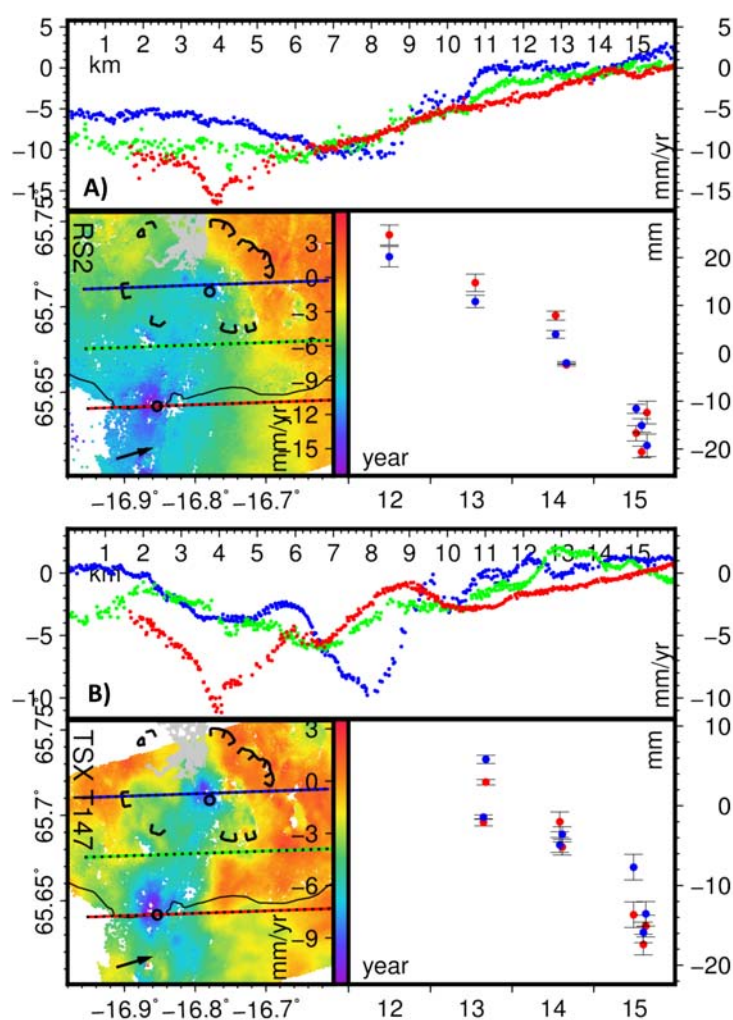 5 1 2 3 4 5 6 7 8 9 10 11 12 13 14 15 5
0 km 0
−5 −5
−10 −10
−15 A) mm/yr −15
65.75˚ RS2 3 mm
20
65.7˚ 0 10
−3
−6 0
65.65˚ −9 −10
−12
mm/yr −15 year −20
−16.9˚ −16.8˚ −16.7˚ 12 13 14 15
1 2 3 4 5 6 7 8 9 10 11 12 13 14 15
0 km 0
−5 −5
−10 B) mm/yr −10
65.75˚ TSX T147 3 mm 10
0
65.7˚ 0
−3
65.65˚ −10
mm/yr −9 year −20
−16.9˚ −16.8˚ −16.7˚ 12 13 14 15